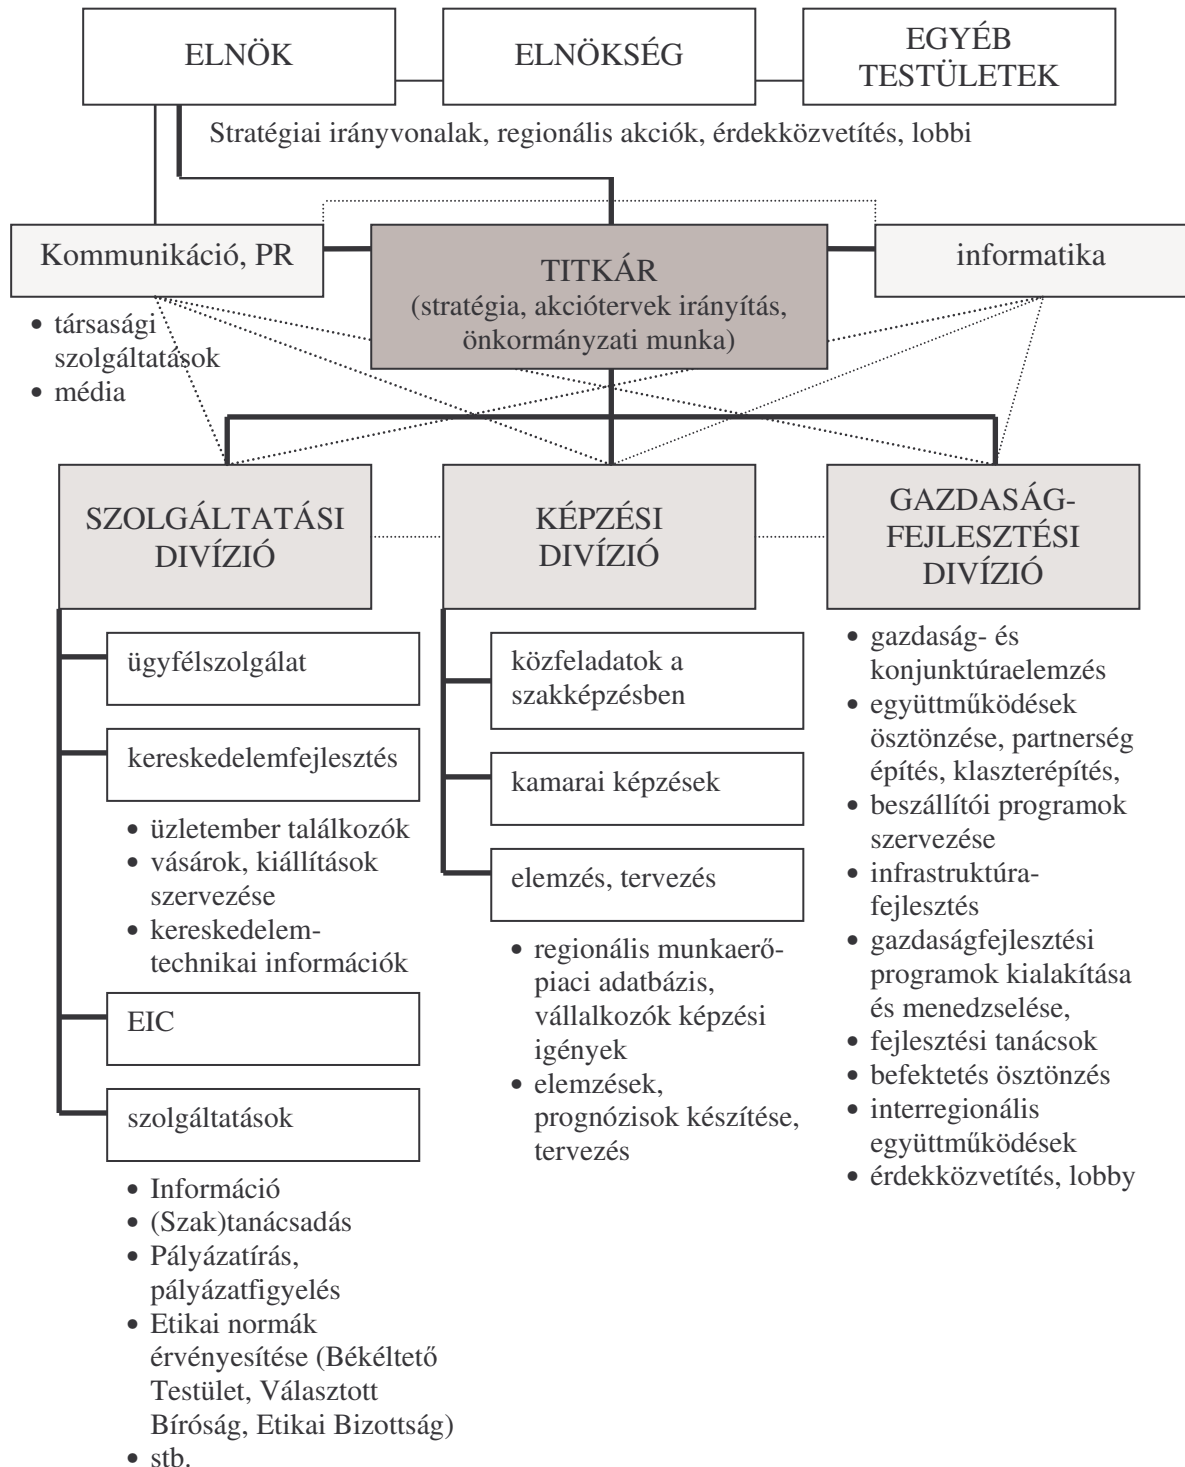 ELNÖK
ELNÖKSÉG
EGYÉB
TESTÜLETEK
Stratégiai irányvonalak, regionális akciók, érdekközvetítés, lobbi
Kommunikáció, PR
• társasági
szolgáltatások
• média
TITKÁR
(stratégia, akciótervek irányítás,
önkormányzati munka)
informatika
SZOLGÁLTATÁSI
DIVÍZIÓ
ügyfélszolgálat
kereskedelemfejlesztés
• üzletember találkozók
• vásárok, kiállítások
szervezése
• kereskedelem-
technikai információk
EIC
szolgáltatások
• Információ
• (Szak)tanácsadás
• Pályázatírás,
pályázatfigyelés
• Etikai normák
érvényesítése (Békéltető
Testület, Választott
Bíróság, Etikai Bizottság)
• stb.
KÉPZÉSI
DIVÍZIÓ
közfeladatok a
szakképzésben
kamarai képzések
elemzés, tervezés
• regionális munkaerő-
piaci adatbázis,
vállalkozók képzési
igények
• elemzések,
prognózisok készítése,
tervezés
GAZDASÁG-
FEJLESZTÉSI
DIVÍZIÓ
• gazdaság- és
konjunktúraelemzés
• együttműködések
ösztönzése, partnerség
építés, klaszterépítés,
• beszállítói programok
szervezése
• infrastruktúra-
fejlesztés
• gazdaságfejlesztési
programok kialakítása
és menedzselése,
• fejlesztési tanácsok
• befektetés ösztönzés
• interregionális
együttműködések
• érdekközvetítés, lobby